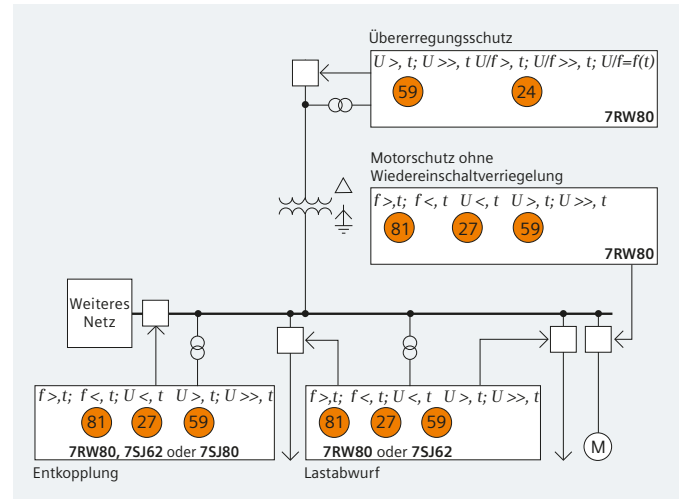 Übererregungsschutz
U >, t; U >>, t U/f >, t; U/f >>, t; U/f=f(t)
59 24
7RW80
Motorschutz ohne
Wiedereinschaltverriegelung
f >,t; f <, t U <, t U >, t; U >>, t
81 27 59
7RW80
Weiteres
Netz
f >,t; f <, t; U <, t U >, t; U >>, t
81 27 59
7RW80, 7SJ62 oder 7SJ80
Entkopplung
f >,t; f <, t; U <, t U >, t; U >>, t
81 27 59
7RW80 oder 7SJ62
Lastabwurf
M